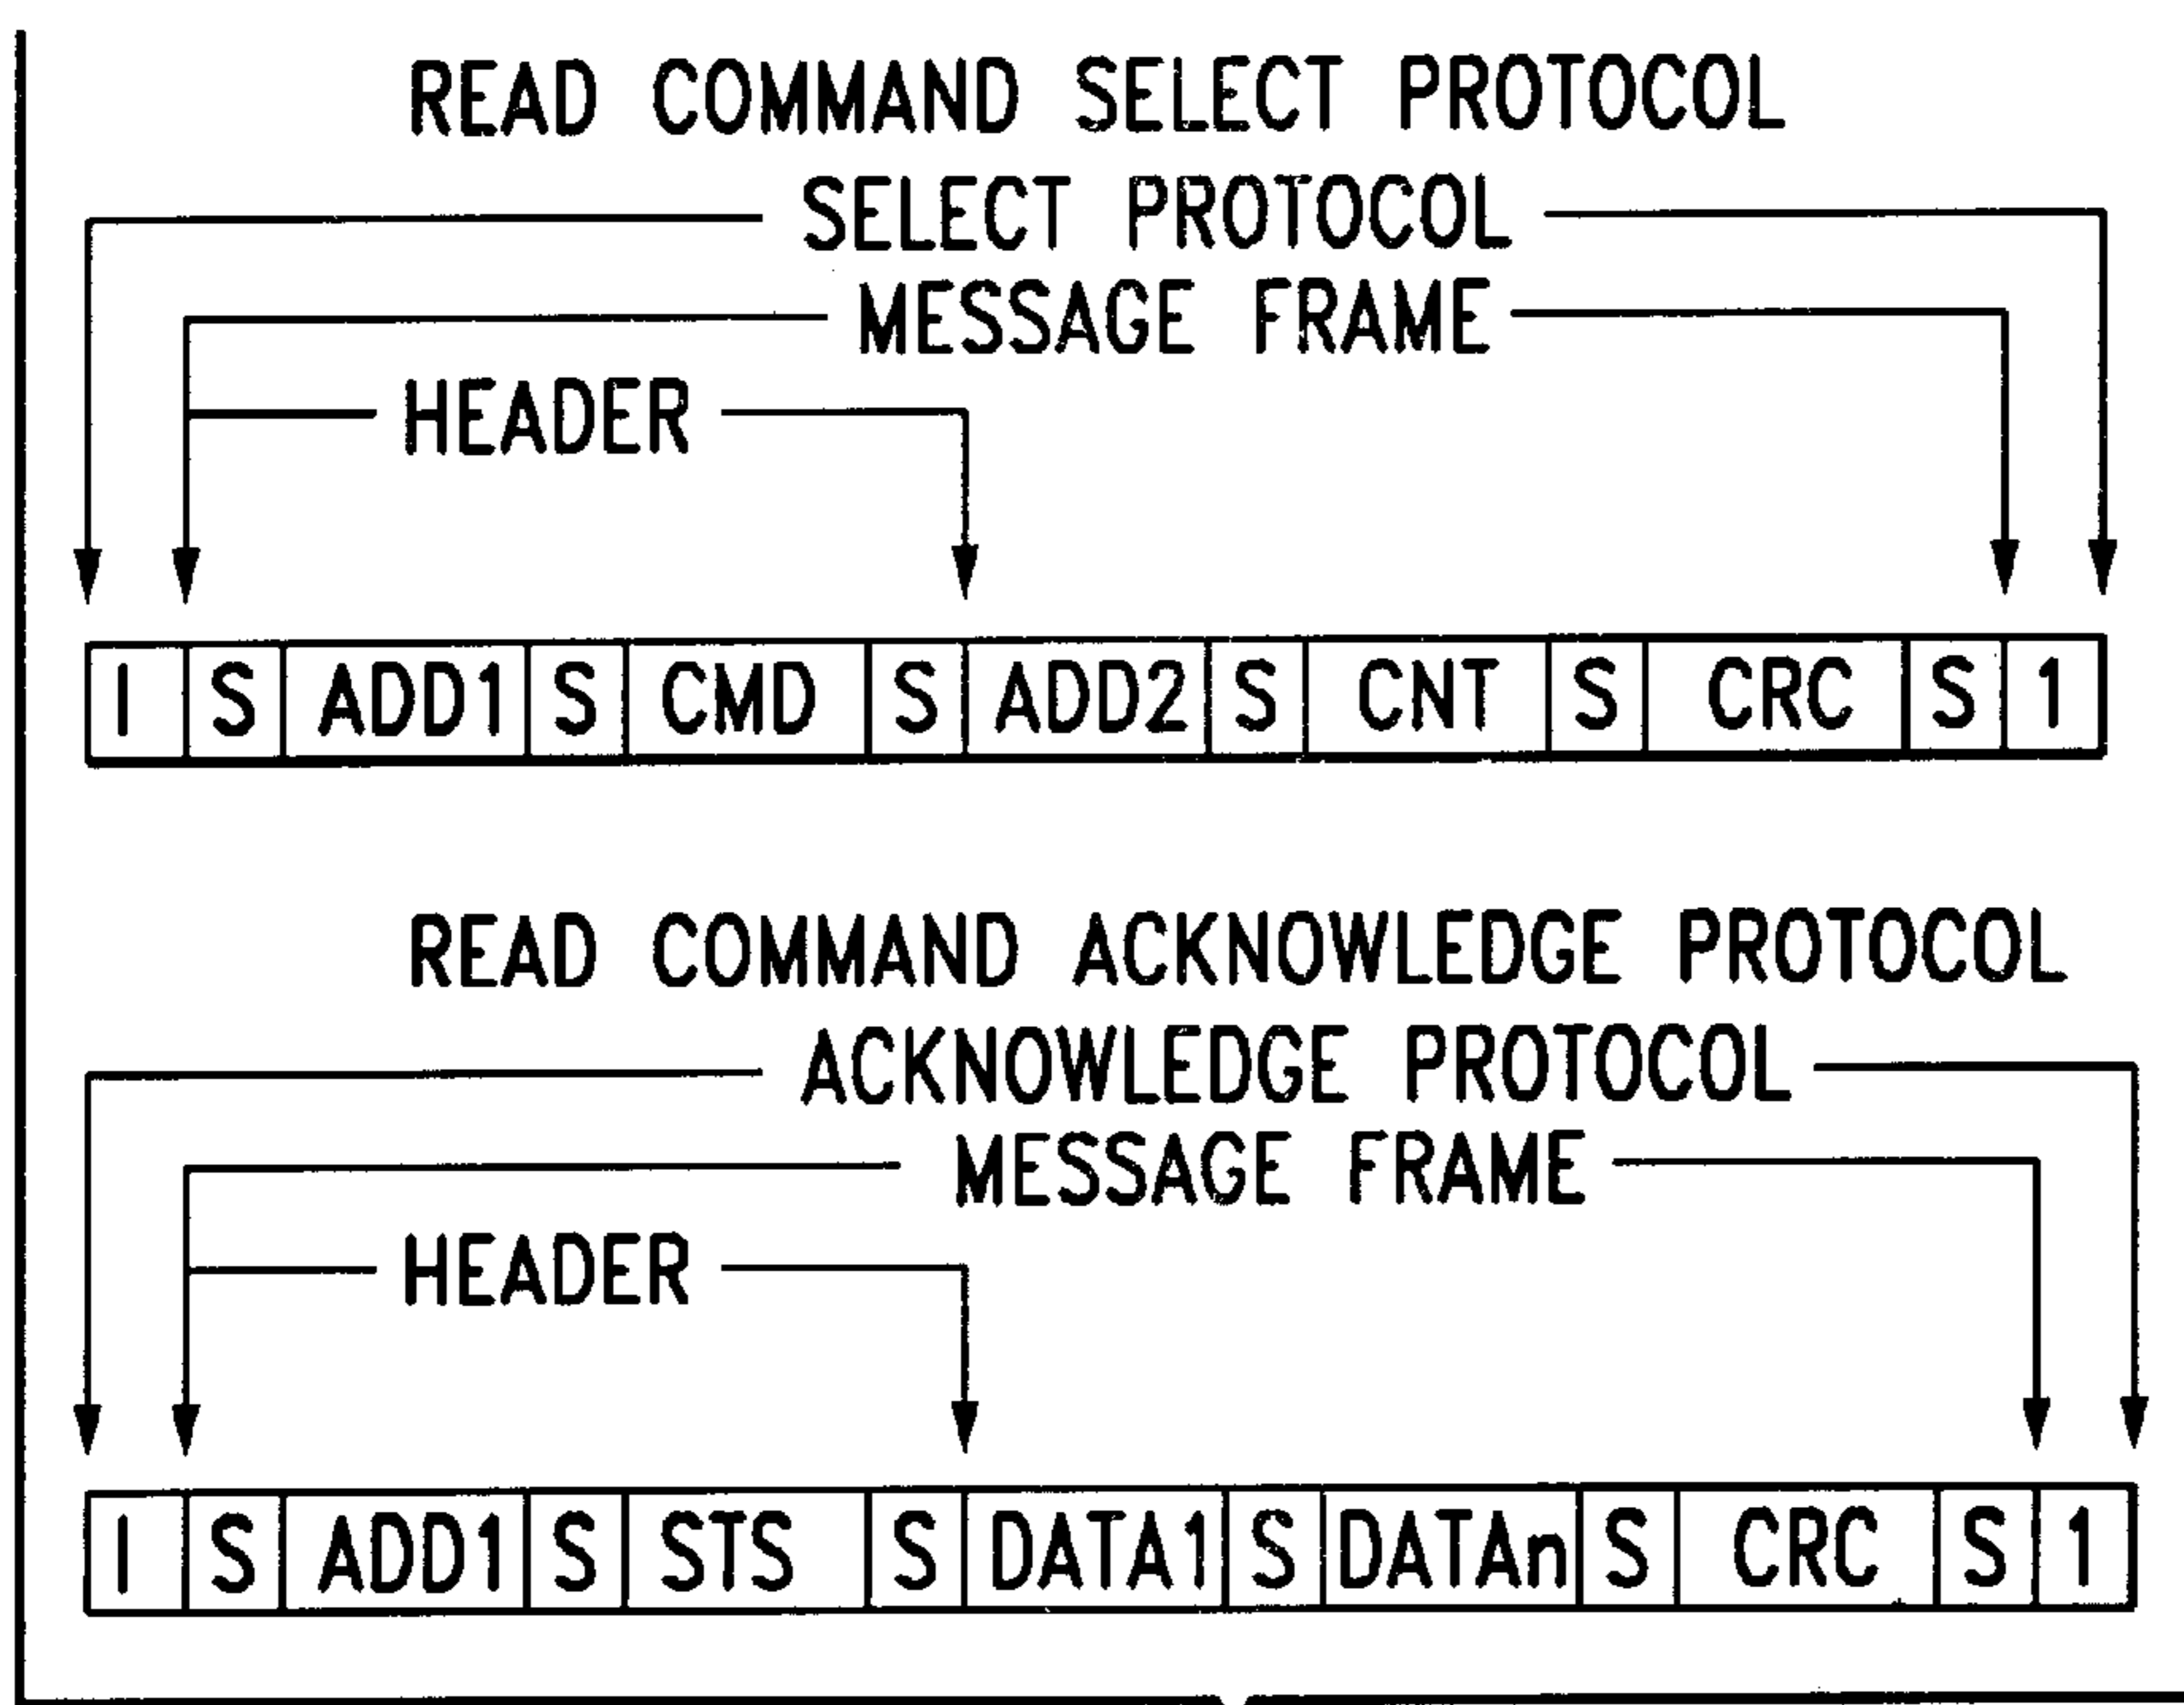 READ COMMAND SELECT PROTOCOL
SELECT PROTOCOL
MESSAGE FRAME
HEADER
I S ADD1 S CMD S ADD2 S CNT S CRC S 1
READ COMMAND ACKNOWLEDGE PROTOCOL
ACKNOWLEDGE PROTOCOL
MESSAGE FRAME
HEADER
I S ADD1 S STS S DATA1 S DATAn S CRC S 1